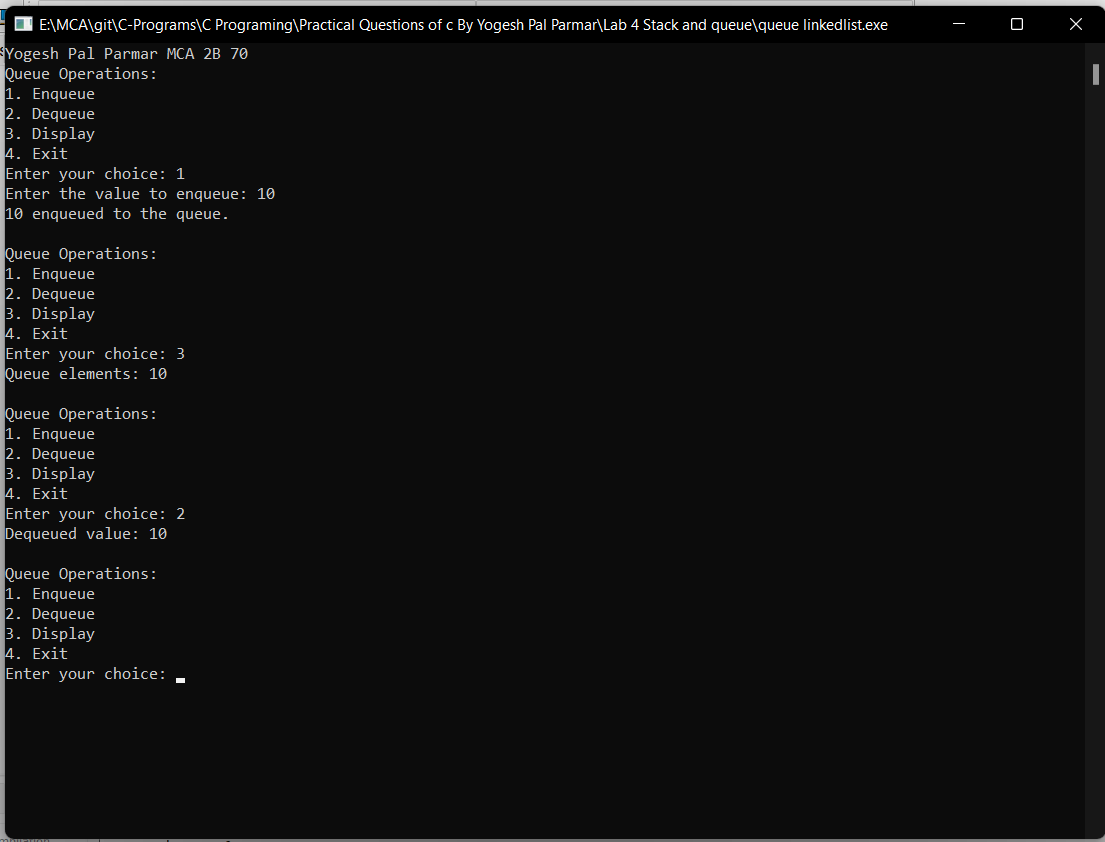 E:\MCA\git\C-Programs\C Programing\Practical Questions of c By Yogesh Pal Parmar\Lab 4 Stack and queue\queue linkedlist.exe
Yogesh Pal Parmar MCA 2B 70
Queue Operations:
1. Enqueue
2. Dequeue
3. Display
4. Exit
Enter your choice: 1
Enter the value to enqueue: 10
10 enqueued to the queue.

Queue Operations:
1. Enqueue
2. Dequeue
3. Display
4. Exit
Enter your choice: 3
Queue elements: 10

Queue Operations:
1. Enqueue
2. Dequeue
3. Display
4. Exit
Enter your choice: 2
Dequeued value: 10

Queue Operations:
1. Enqueue
2. Dequeue
3. Display
4. Exit
Enter your choice: